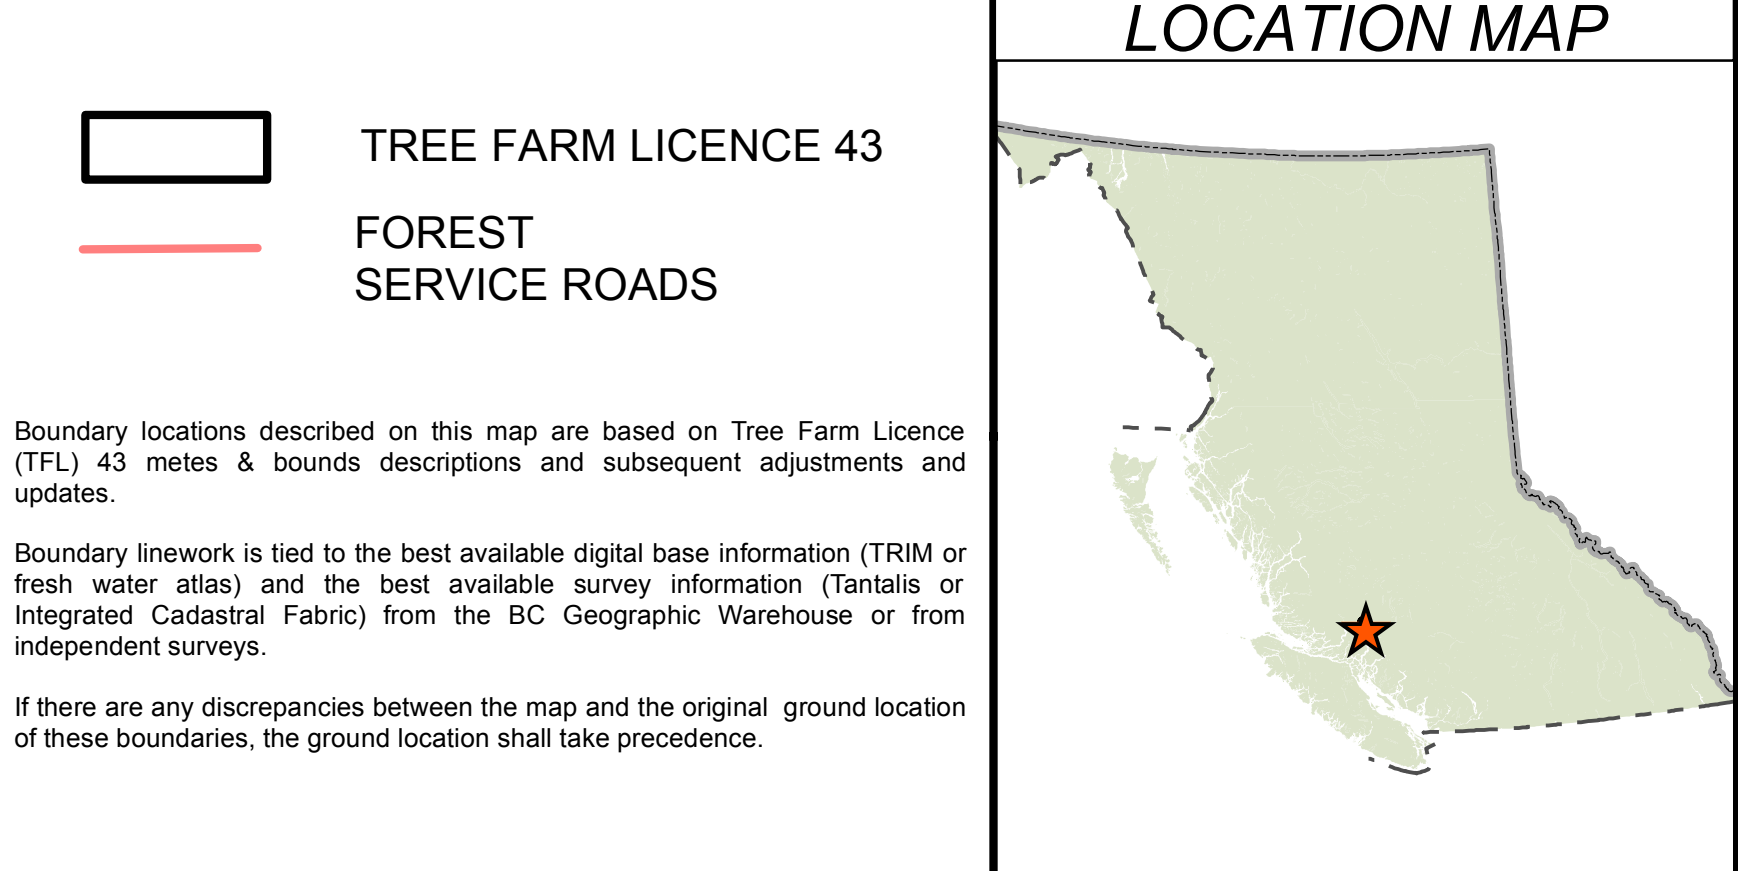 LOCATION MAP
TREE FARM LICENCE 43
FOREST
SERVICE ROADS
Boundary locations described on this map are based on Tree Farm Licence
(TFL) 43 metes & bounds descriptions and subsequent adjustments and
updates.
Boundary linework is tied to the best available digital base information (TRIM or
fresh water atlas) and the best available survey information (Tantalis or
Integrated Cadastral Fabric) from the BC Geographic Warehouse or from
independent surveys.
If there are any discrepancies between the map and the original ground location
of these boundaries, the ground location shall take precedence.